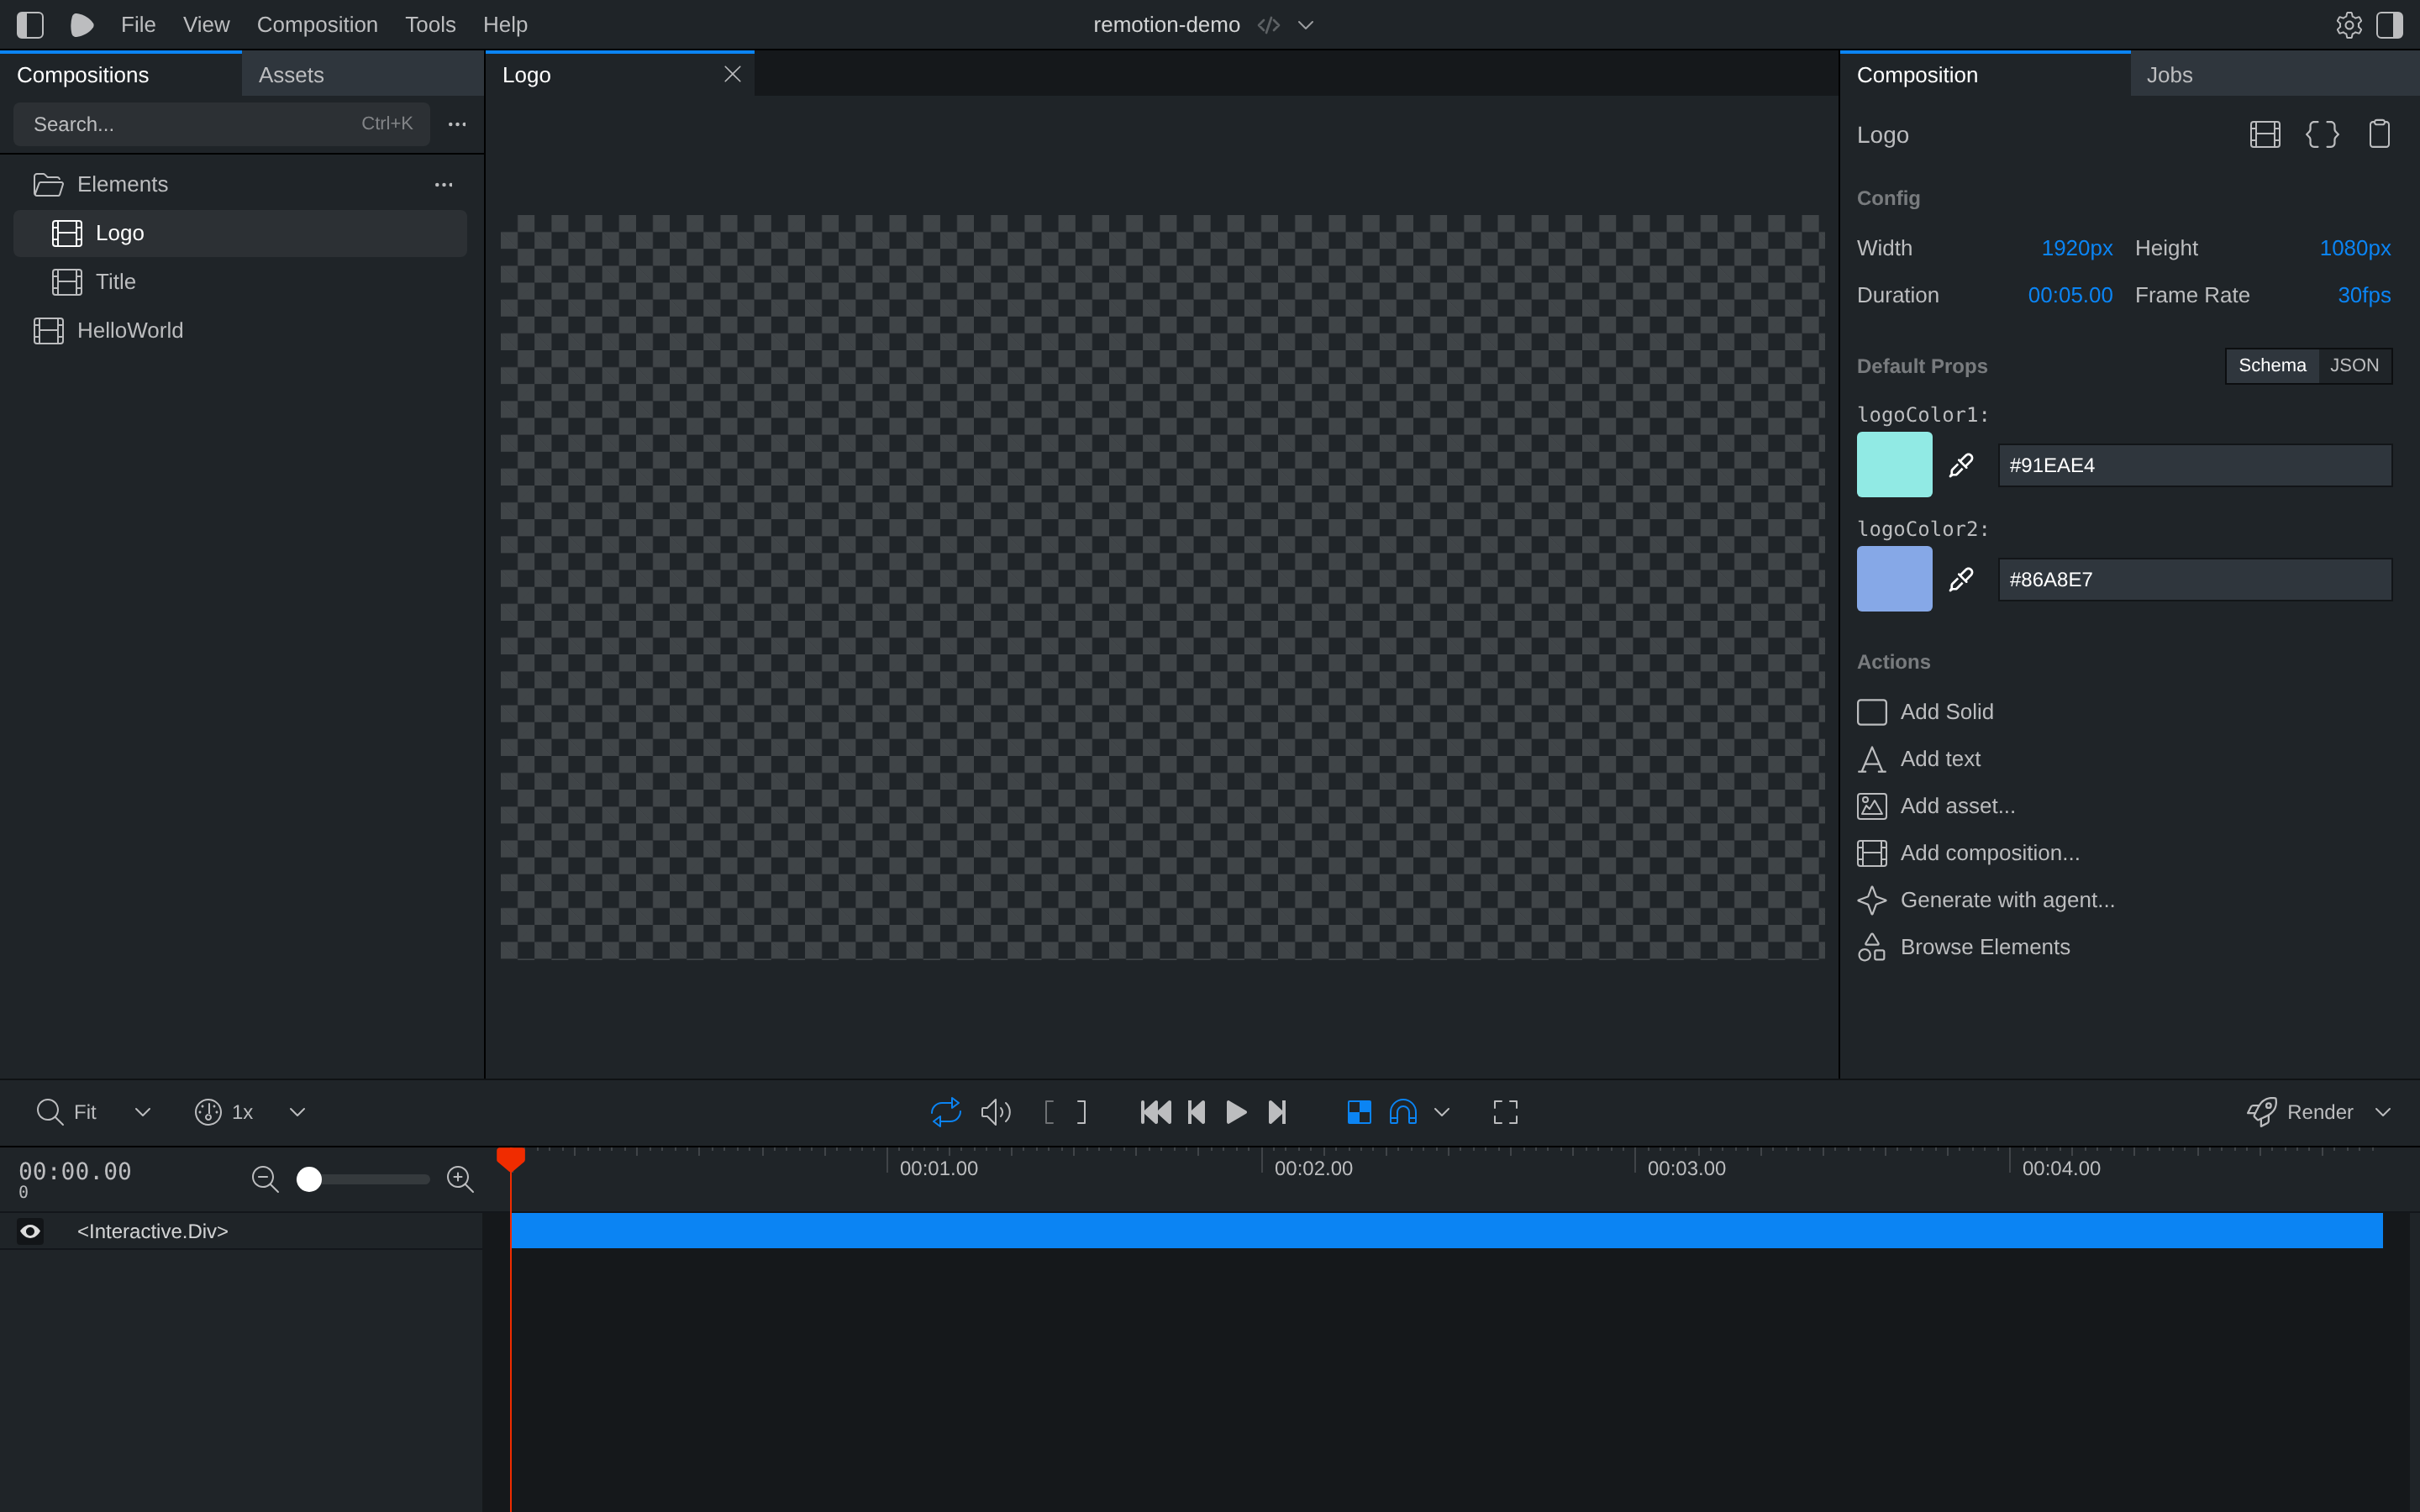 File View Composition Tools Help
remotion-demo
Compositions Assets
Search... Ctrl+K
Elements
Logo
Title
HelloWorld
Logo
Composition Jobs
Logo
Config
Width 1920px Height 1080px
Duration 00:05.00 Frame Rate 30fps
Default Props Schema JSON
logoColor1:
#91EAE4
logoColor2:
#86A8E7
Actions
Add Solid
Add text
Add asset...
Add composition...
Generate with agent...
Browse Elements
Fit 1x Render
00:00.00
0
00:01.00 00:02.00 00:03.00 00:04.00
<Interactive.Div>